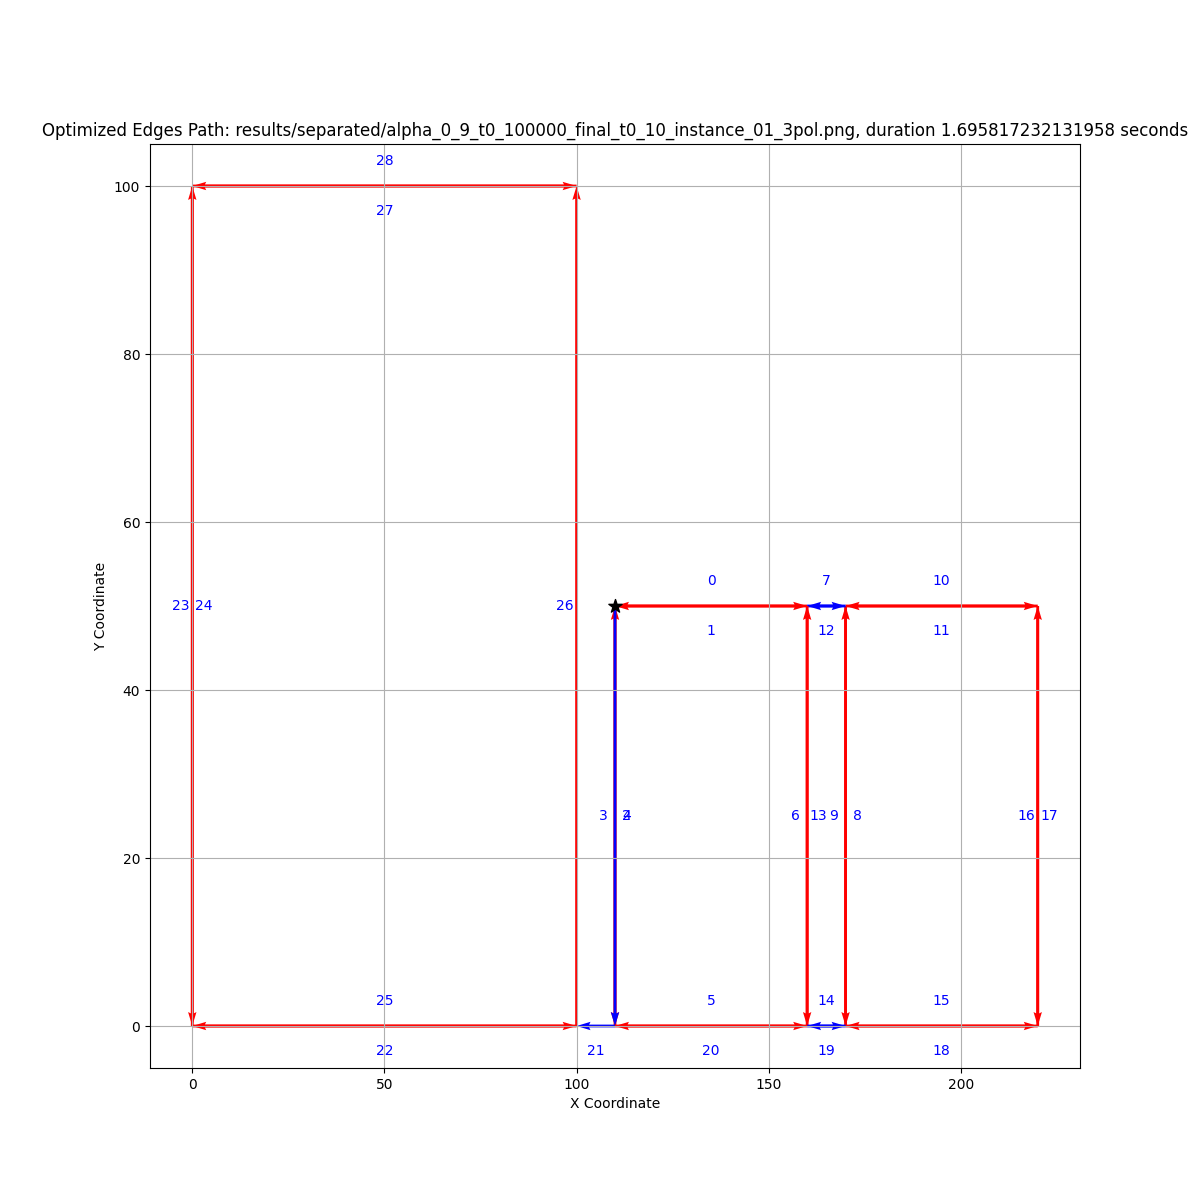 Optimized Edges Path: results/separated/alpha_0_9_t0_100000_final_t0_10_instance_01_3pol.png, duration 1.695817232131958 seconds
28
100
27
80
60
0 7 10
23 24 26
1 12 11
Y Coordinate
40
3 2 4 6 13 9 8 16 17
20
25 5 14 15
0
22 21 20 19 18
0 50 100 150 200
X Coordinate